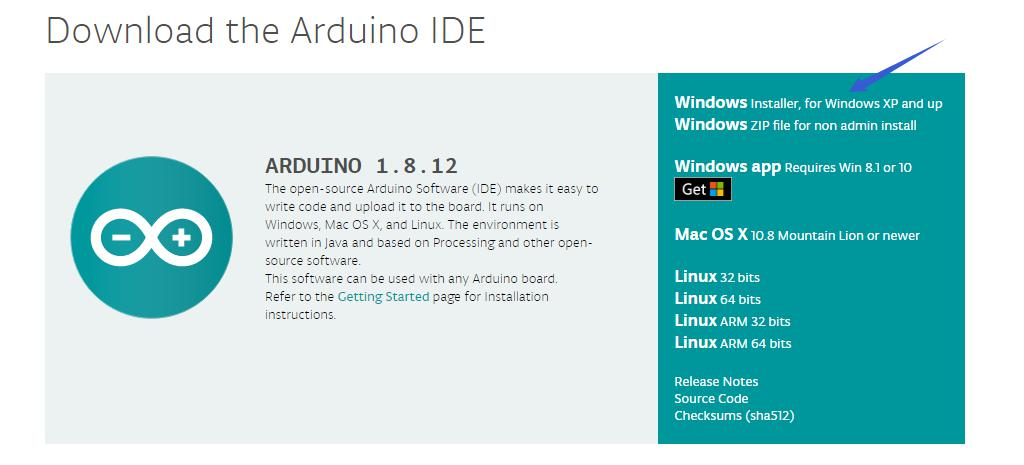 Download the Arduino IDE
ARDUINO 1.8.12
The open-source Arduino Software (IDE) makes it easy to
write code and upload it to the board. It runs on
Windows, Mac OS X, and Linux. The environment is
written in Java and based on Processing and other open-
source software.
This software can be used with any Arduino board.
Refer to the Getting Started page for Installation
instructions.
Windows Installer, for Windows XP and up
Windows ZIP file for non admin install
Windows app Requires Win 8.1 or 10
Get
Mac OS X 10.8 Mountain Lion or newer
Linux 32 bits
Linux 64 bits
Linux ARM 32 bits
Linux ARM 64 bits
Release Notes
Source Code
Checksums (sha512)